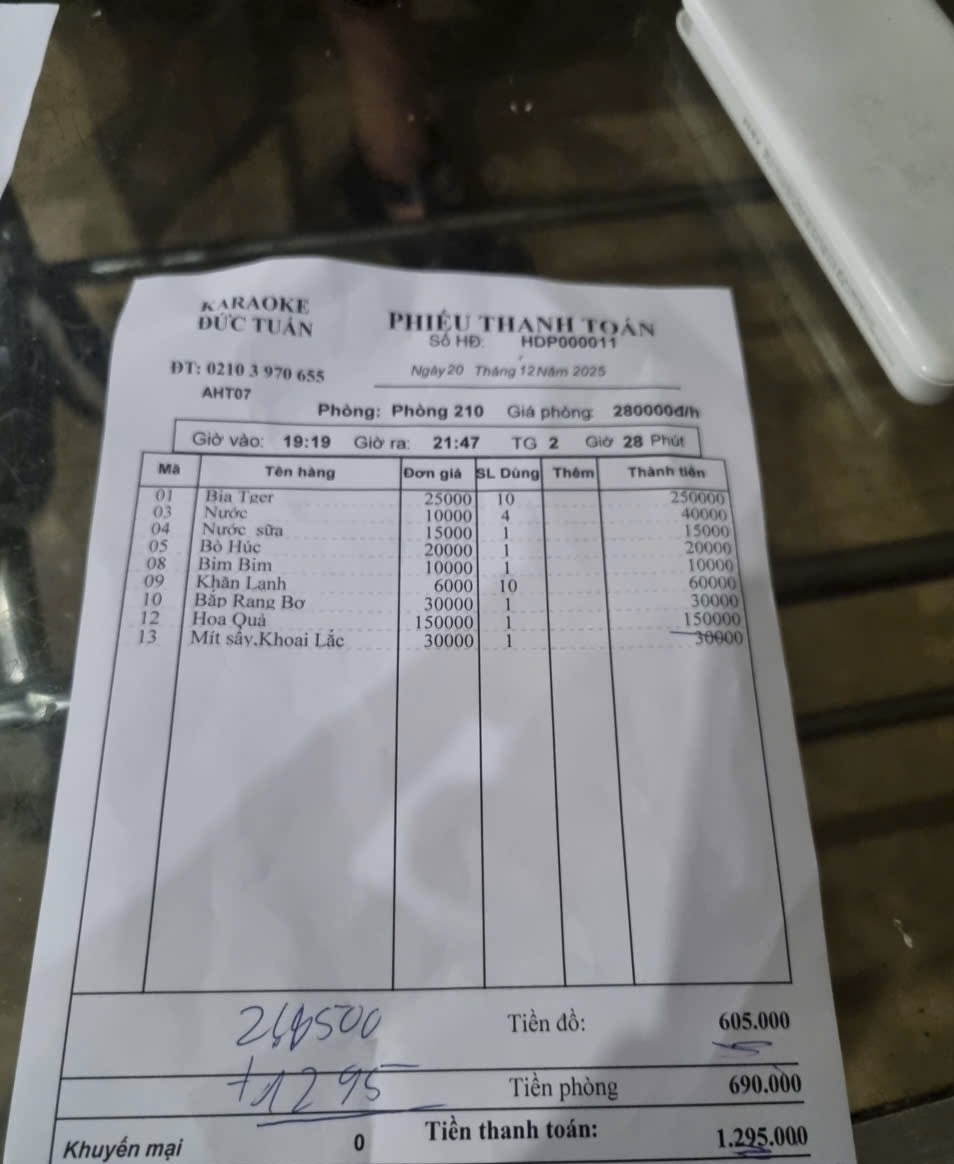 KARAOKE
ĐỨC TUẤN
PHIẾU THANH TOÁN
Số HĐ: HDP000011
ĐT: 0210 3 970 655
Ngày 20 Tháng 12 Năm 2025
AHT07
Phòng: Phòng 210 Giá phòng: 280000đ/h
Giờ vào: 19:19 Giờ ra: 21:47 TG 2 Giờ 28 Phút
Mã Tên hàng Đơn giá SL Dùng Thêm Thành tiền
01 Bia Tger 25000 10 250000
03 Nước 10000 4 40000
04 Nước sữa 15000 1 15000
05 Bò Húc 20000 1 20000
08 Bim Bim 10000 1 10000
09 Khăn Lanh 6000 10 60000
10 Bắp Rang Bơ 30000 1 30000
12 Hoa Quả 150000 1 150000
13 Mít sấy.Khoai Lắc 30000 1 30000
Tiền đồ: 605.000
+1295
Tiền phòng 690.000
Khuyến mại 0 Tiền thanh toán: 1.295.000